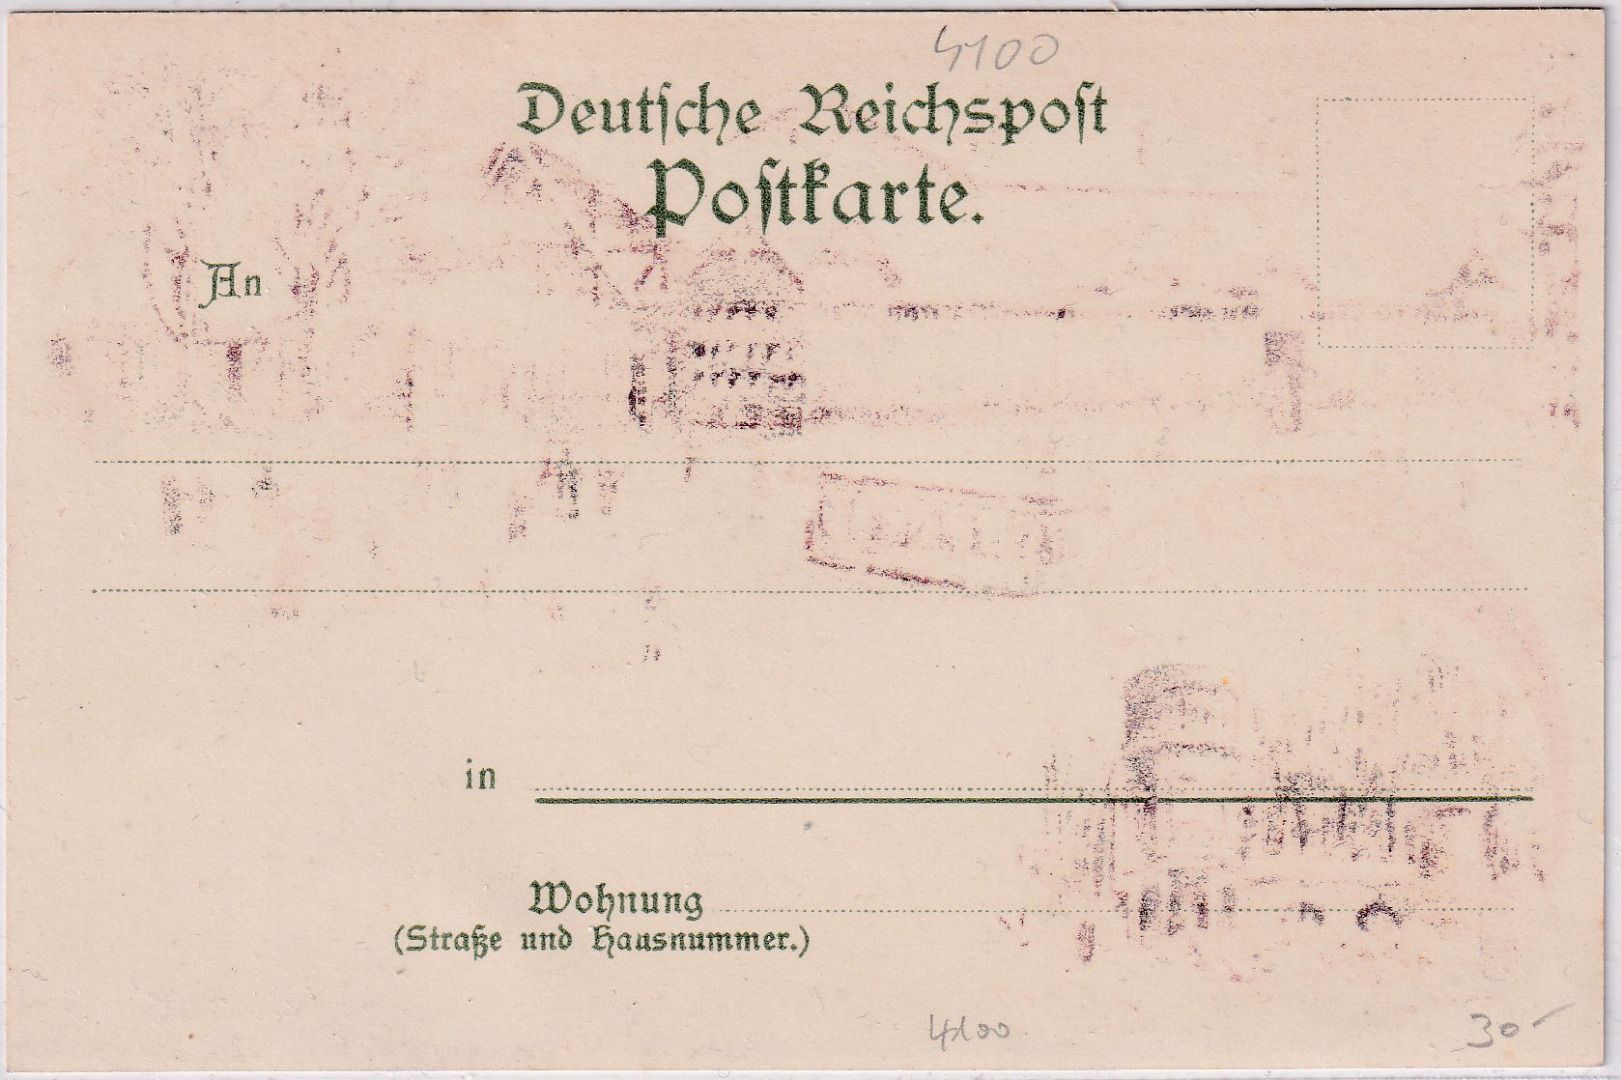 4100
Deutſche Reichspoſt
Poſtkarte.
An
in
Wohnung
(Straße und Hausnummer.)
4100
30-